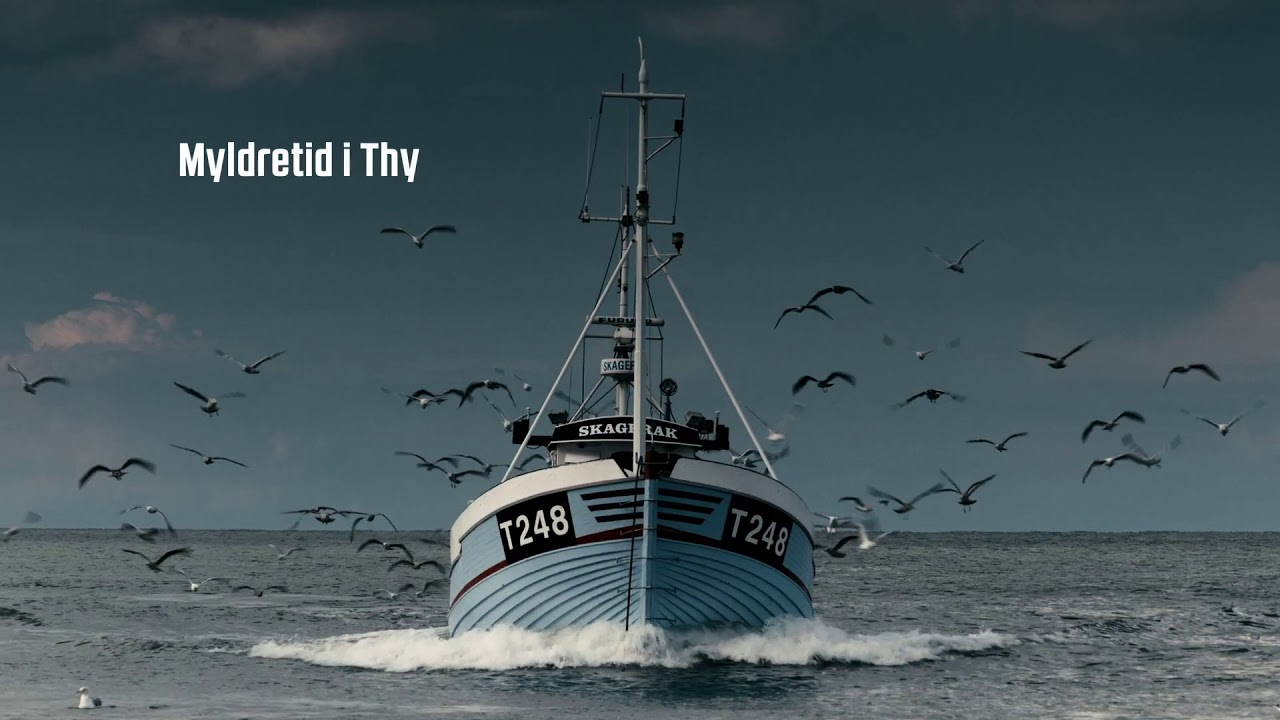 Myldretid i Thy
SKAGERAK
T248
T248